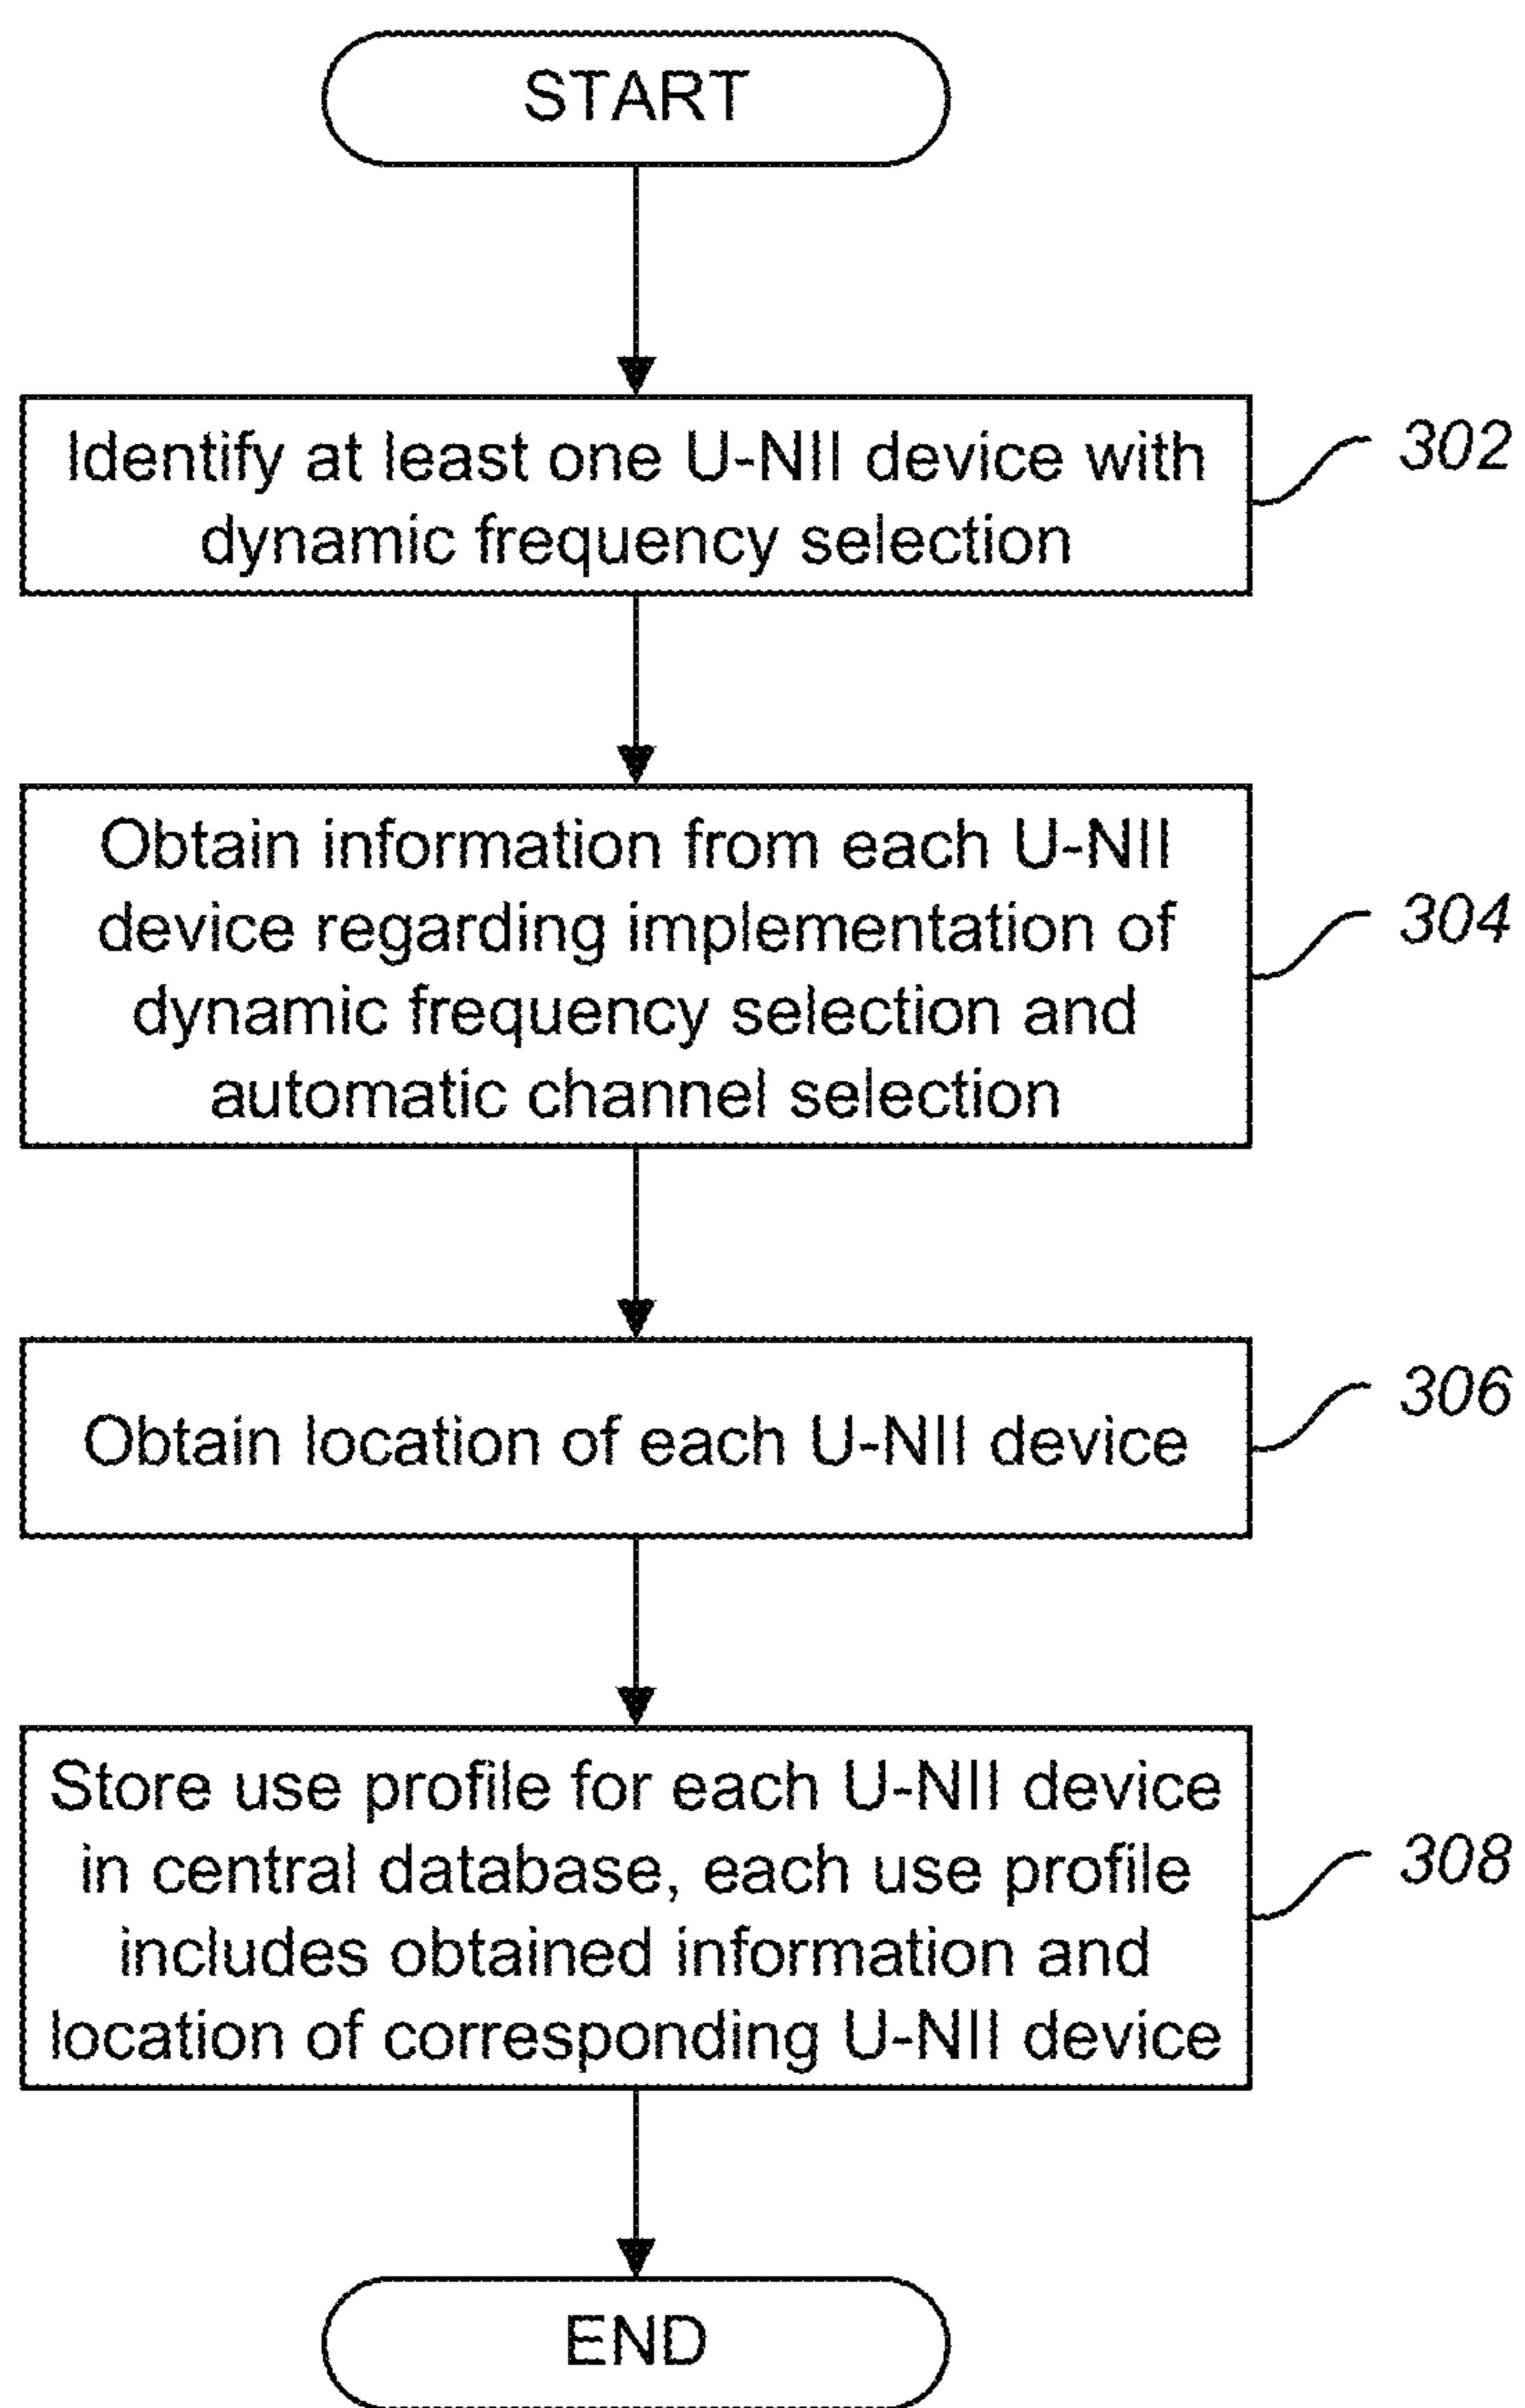 START
Identify at least one U-NII device with
dynamic frequency selection
302
Obtain information from each U-NII
device regarding implementation of
dynamic frequency selection and
automatic channel selection
304
Obtain location of each U-NII device
306
Store use profile for each U-NII device
in central database, each use profile
includes obtained information and
location of corresponding U-NII device
308
END